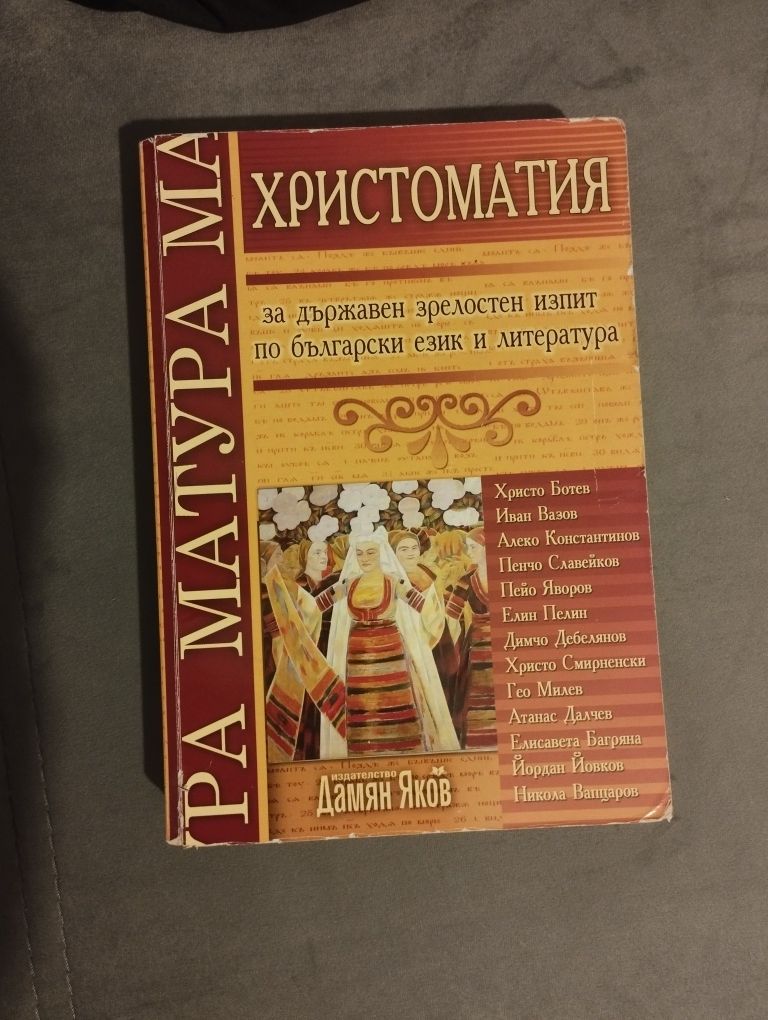 РА МАТУРА МА
ХРИСТОМАТИЯ
за държавен зрелостен изпит
по български език и литература
Христо Ботев
Иван Вазов
Алеко Константинов
Пенчо Славейков
Пейо Яворов
Елин Пелин
Димчо Дебелянов
Христо Смирненски
Гео Милев
Атанас Далчев
Елисавета Багряна
Йордан Йовков
Никола Вапцаров
издателство
Дамян Яков